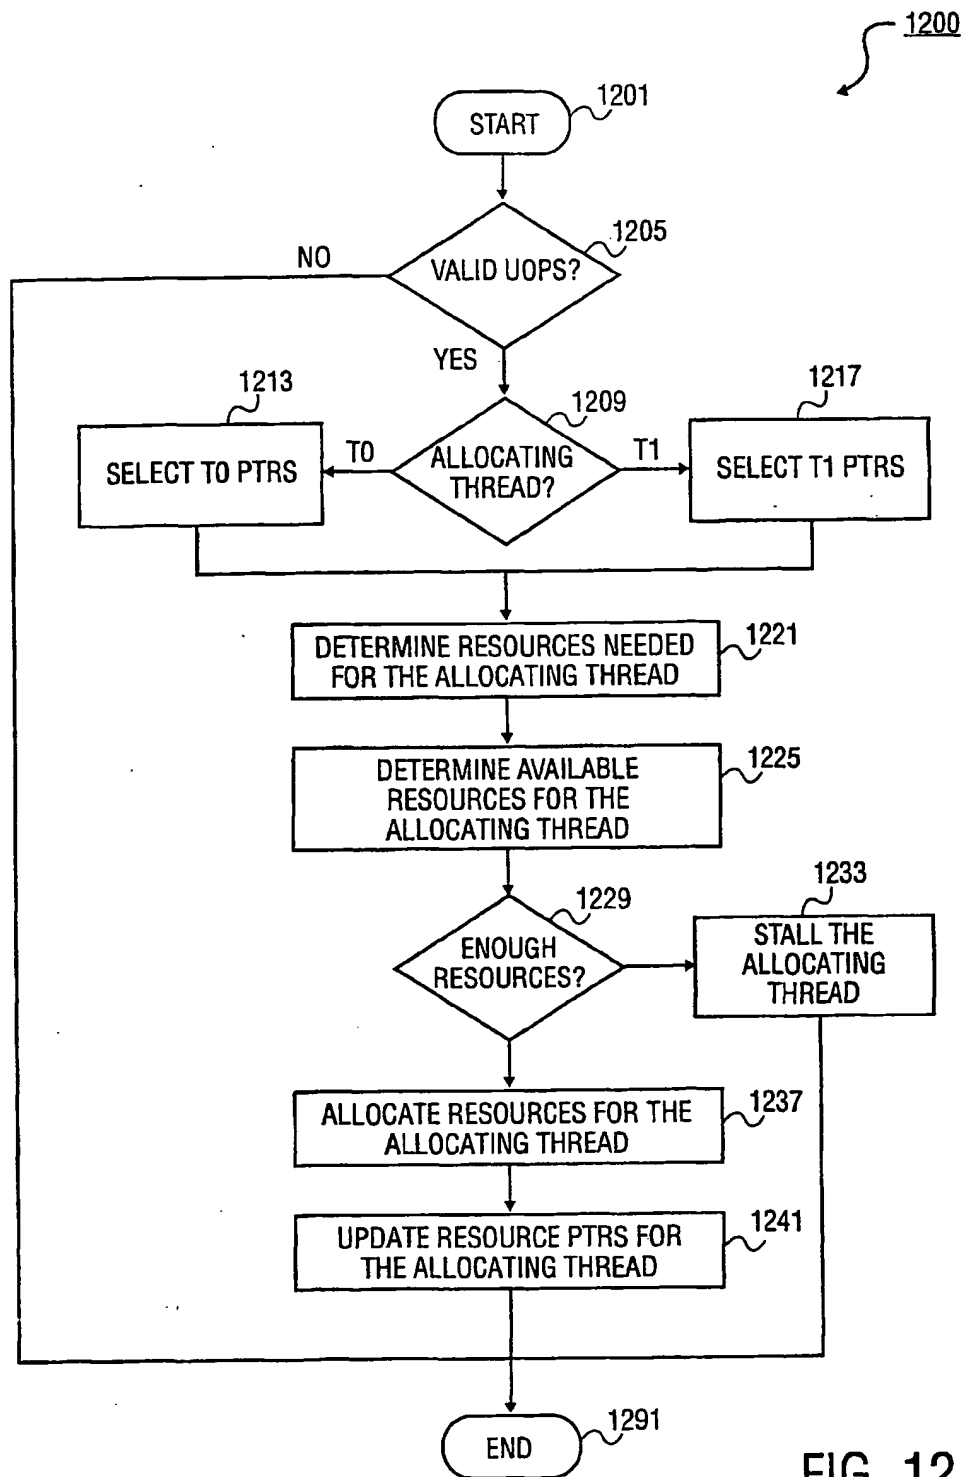 1200
1201
START
1205
NO
VALID UOPS?
YES
1213
1217
1209
T0
T1
SELECT T0 PTRS
ALLOCATING
THREAD?
SELECT T1 PTRS
1221
DETERMINE RESOURCES NEEDED
FOR THE ALLOCATING THREAD
1225
DETERMINE AVAILABLE
RESOURCES FOR THE
ALLOCATING THREAD
1233
1229
ENOUGH
RESOURCES?
STALL THE
ALLOCATING
THREAD
1237
ALLOCATE RESOURCES FOR THE
ALLOCATING THREAD
1241
UPDATE RESOURCE PTRS FOR
THE ALLOCATING THREAD
1291
END
FIG. 12